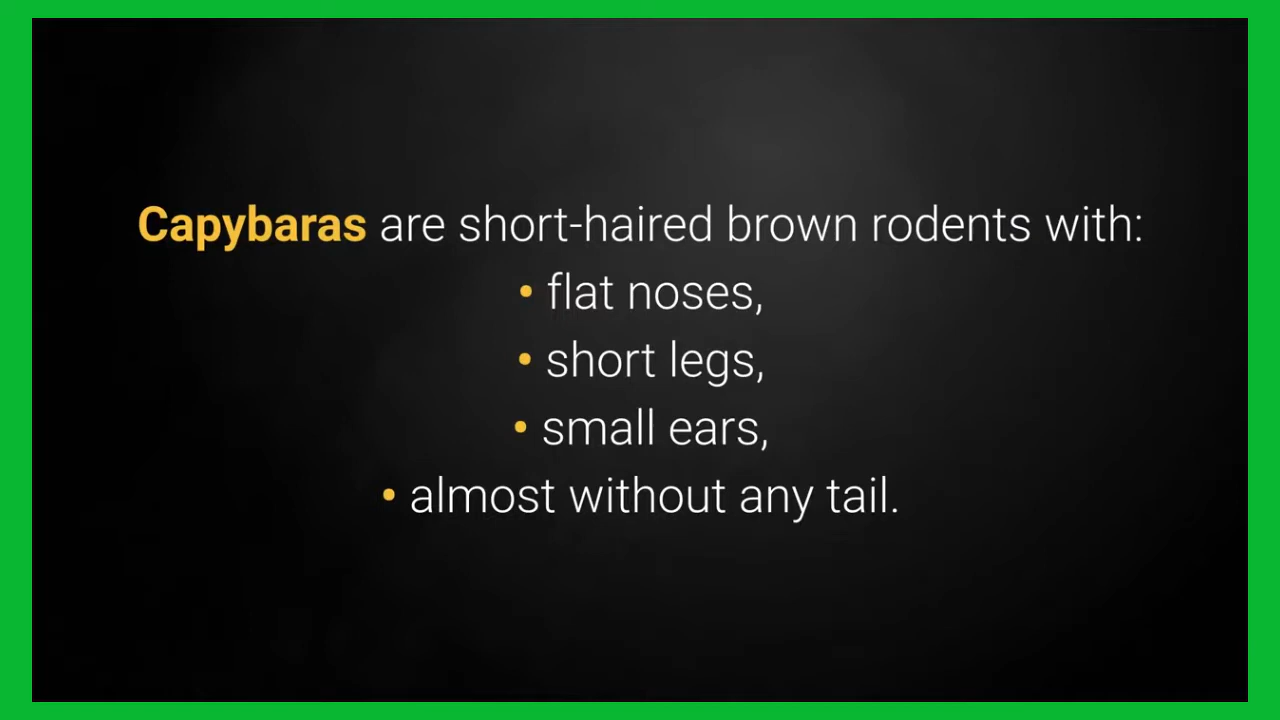 Capybaras are short-haired brown rodents with:
• flat noses,
• short legs,
• small ears,
• almost without any tail.